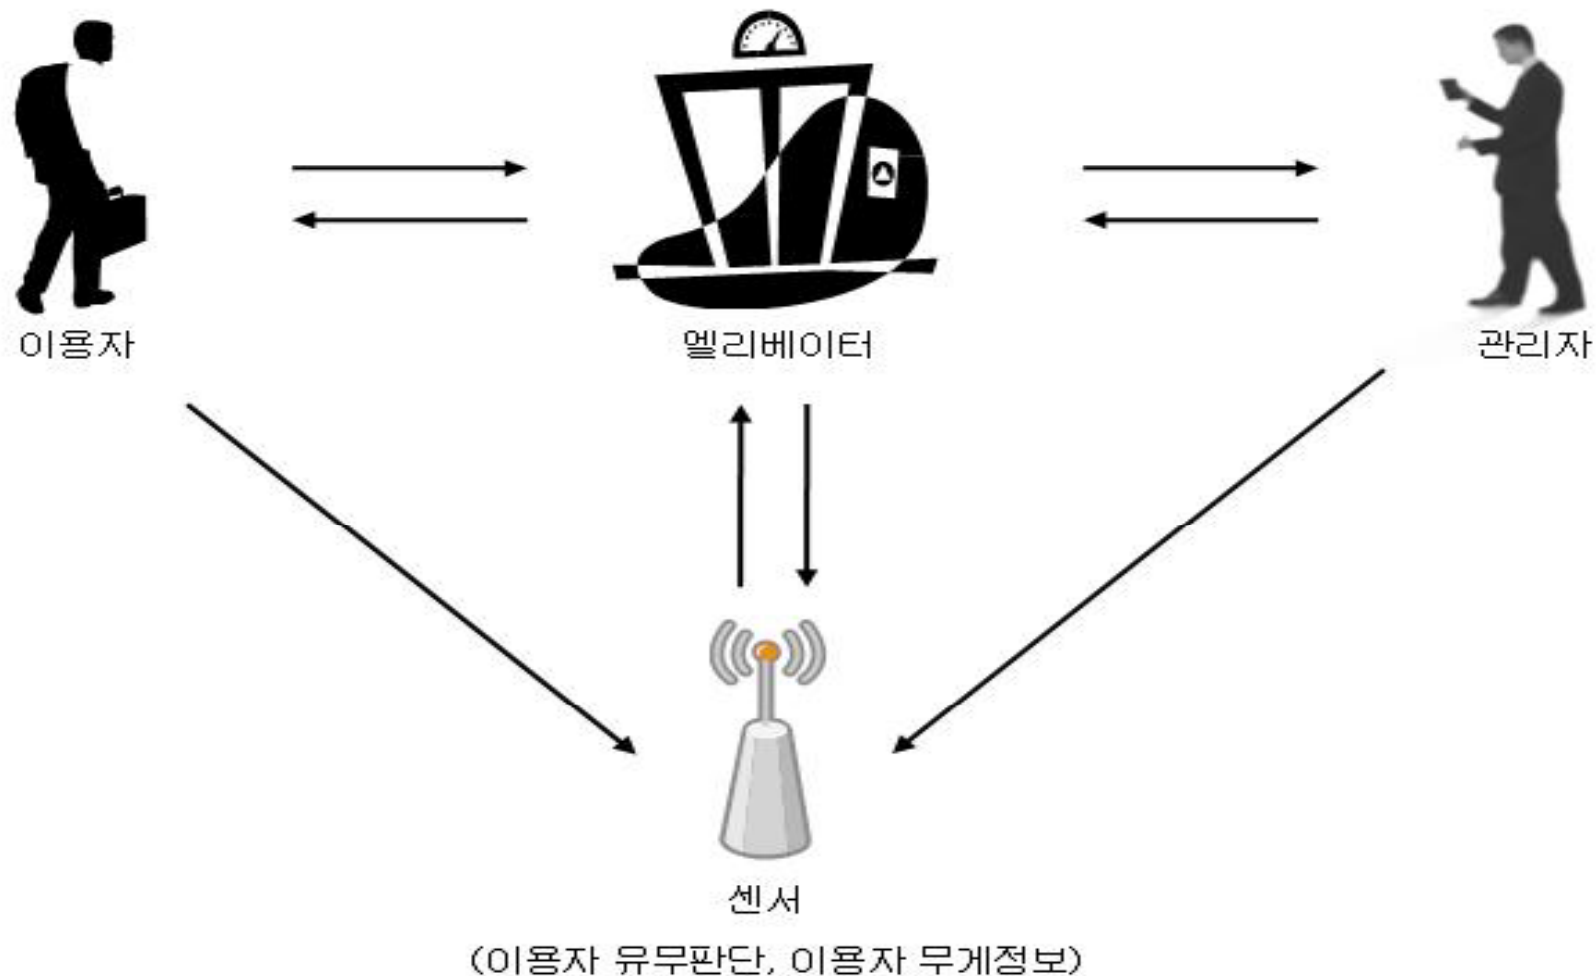 이용자
엘리베이터
관리자
센서
(이용자 유무판단, 이용자 무게정보)